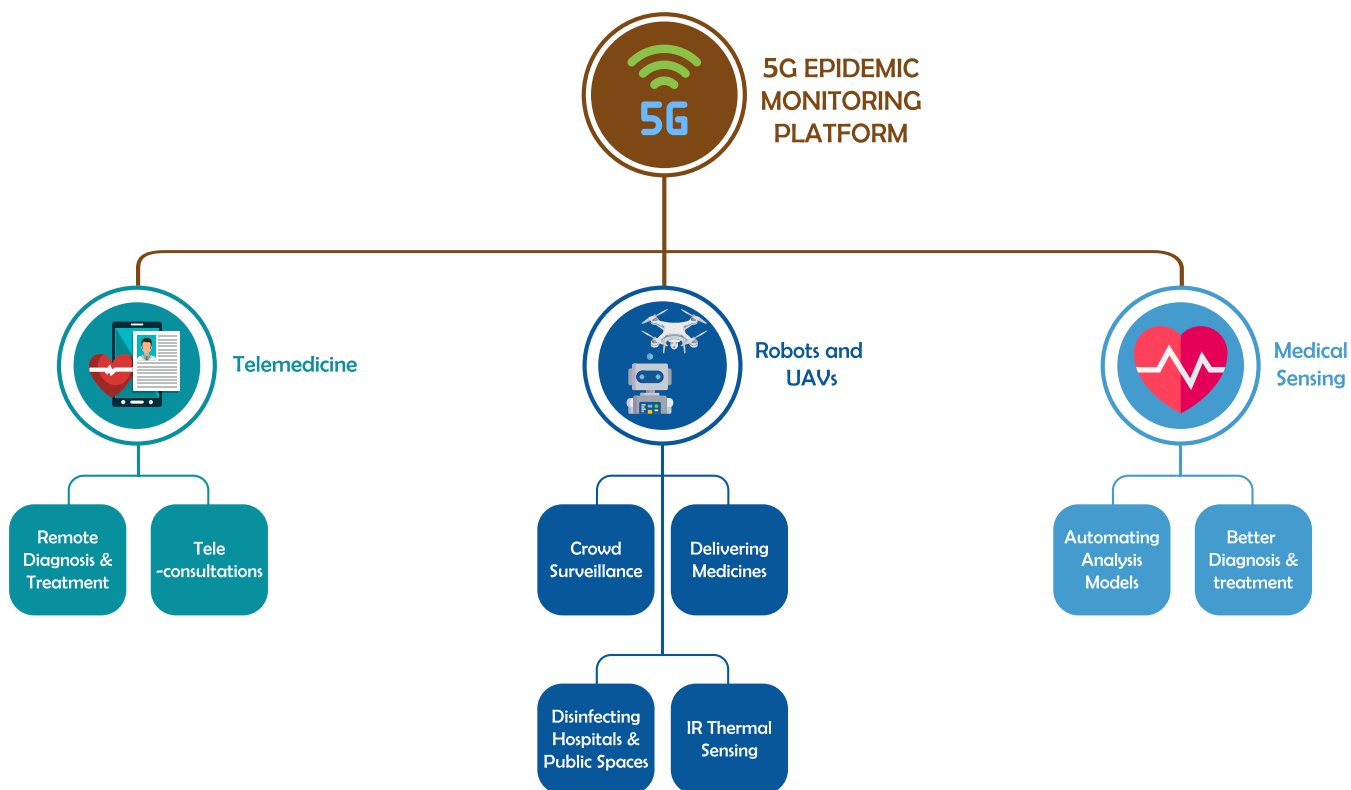 5G
5G EPIDEMIC
MONITORING
PLATFORM
Telemedicine
Robots and
UAVs
Medical
Sensing
Remote
Diagnosis &
Treatment
Tele
-consultations
Crowd
Surveillance
Delivering
Medicines
Automating
Analysis
Models
Better
Diagnosis &
treatment
Disinfecting
Hospitals &
Public Spaces
IR Thermal
Sensing